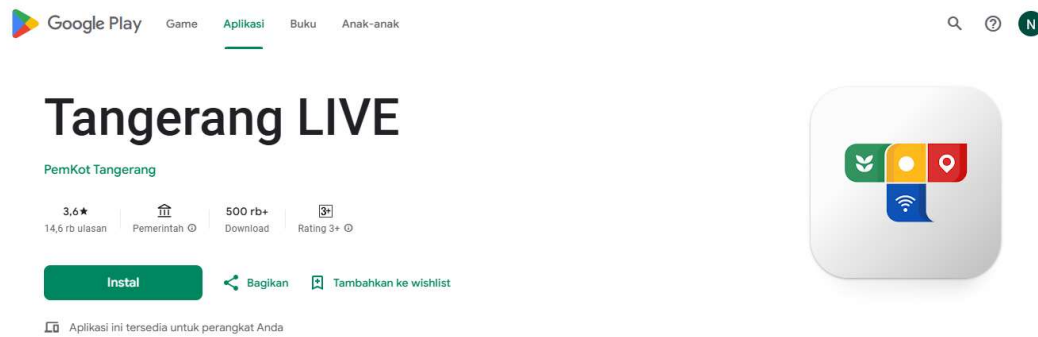 Google Play Game Aplikasi Buku Anak-anak N
Tangerang LIVE
PemKot Tangerang
3,6★ 500 rb+ 3+
14,6 rb ulasan Pemerintah Download Rating 3+
Instal Bagikan Tambahkan ke wishlist
Aplikasi ini tersedia untuk perangkat Anda